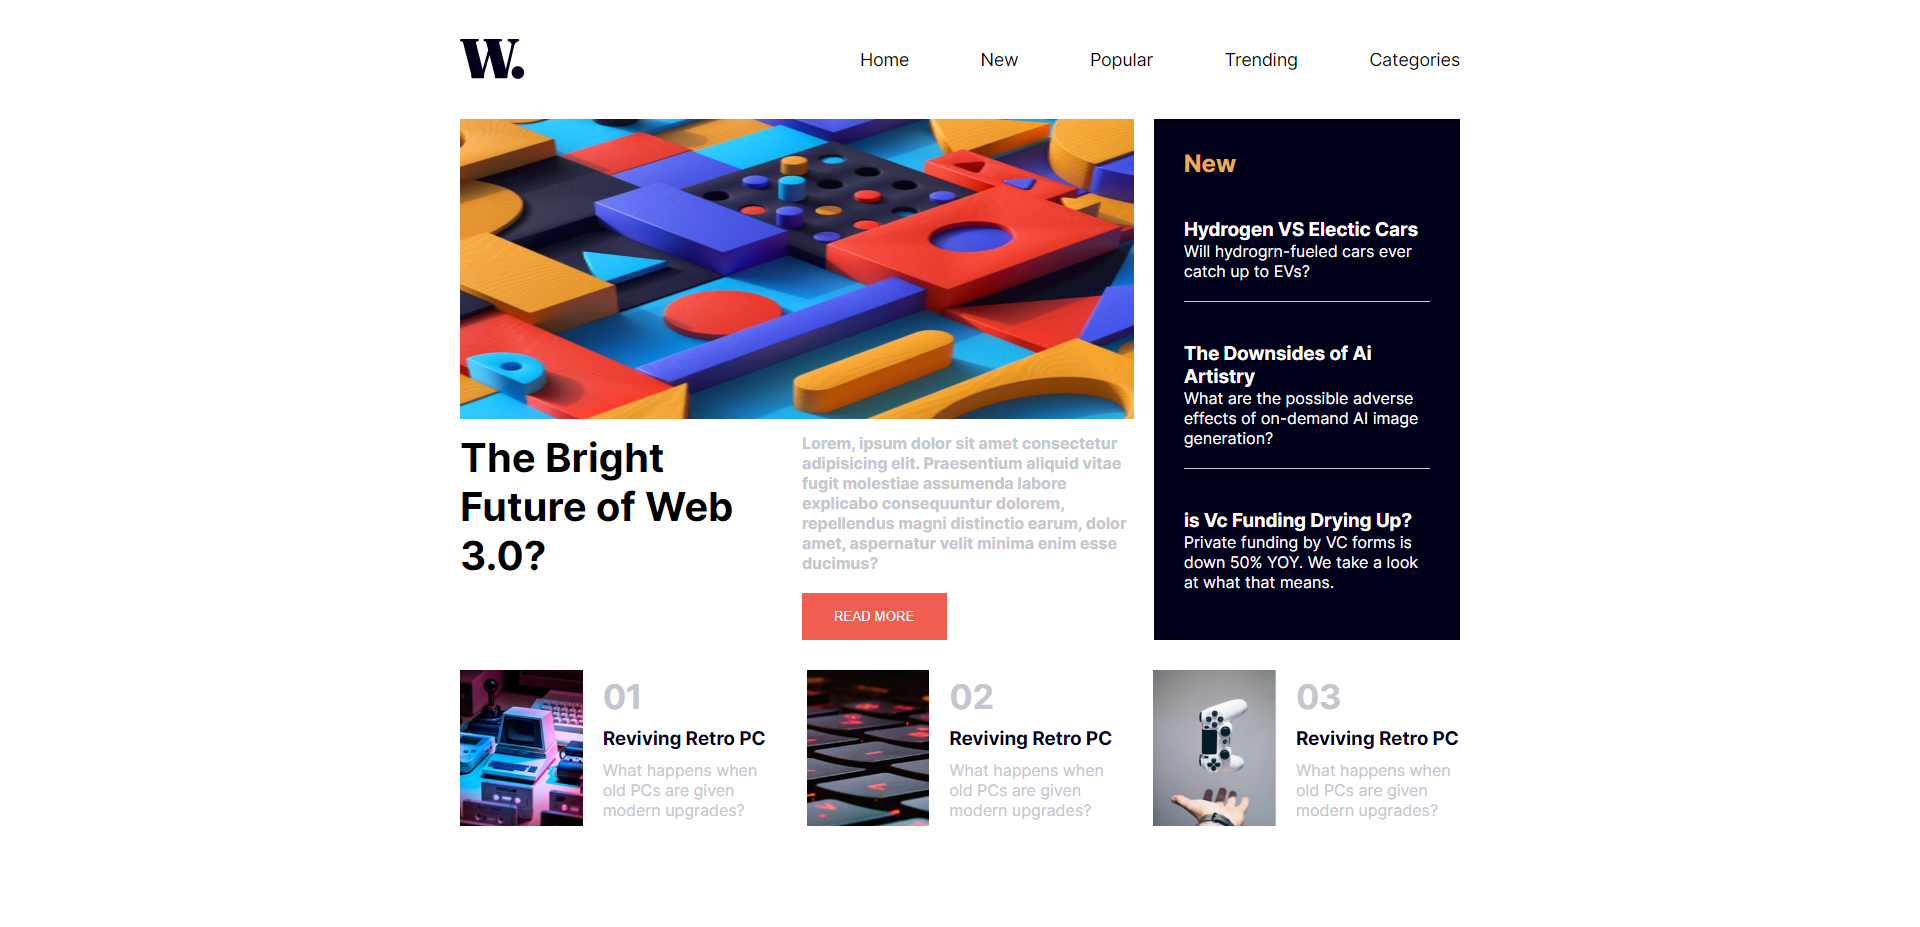 W.
Home New Popular Trending Categories
The Bright
Future of Web
3.0?
Lorem, ipsum dolor sit amet consectetur
adipisicing elit. Praesentium aliquid vitae
fugit molestiae assumenda labore
explicabo consequuntur dolorem,
repellendus magni distinctio earum, dolor
amet, aspernatur velit minima enim esse
ducimus?
READ MORE
New
Hydrogen VS Electic Cars
Will hydrogrn-fueled cars ever
catch up to EVs?
The Downsides of Ai
Artistry
What are the possible adverse
effects of on-demand AI image
generation?
is Vc Funding Drying Up?
Private funding by VC forms is
down 50% YOY. We take a look
at what that means.
01
Reviving Retro PC
What happens when
old PCs are given
modern upgrades?
02
Reviving Retro PC
What happens when
old PCs are given
modern upgrades?
03
Reviving Retro PC
What happens when
old PCs are given
modern upgrades?